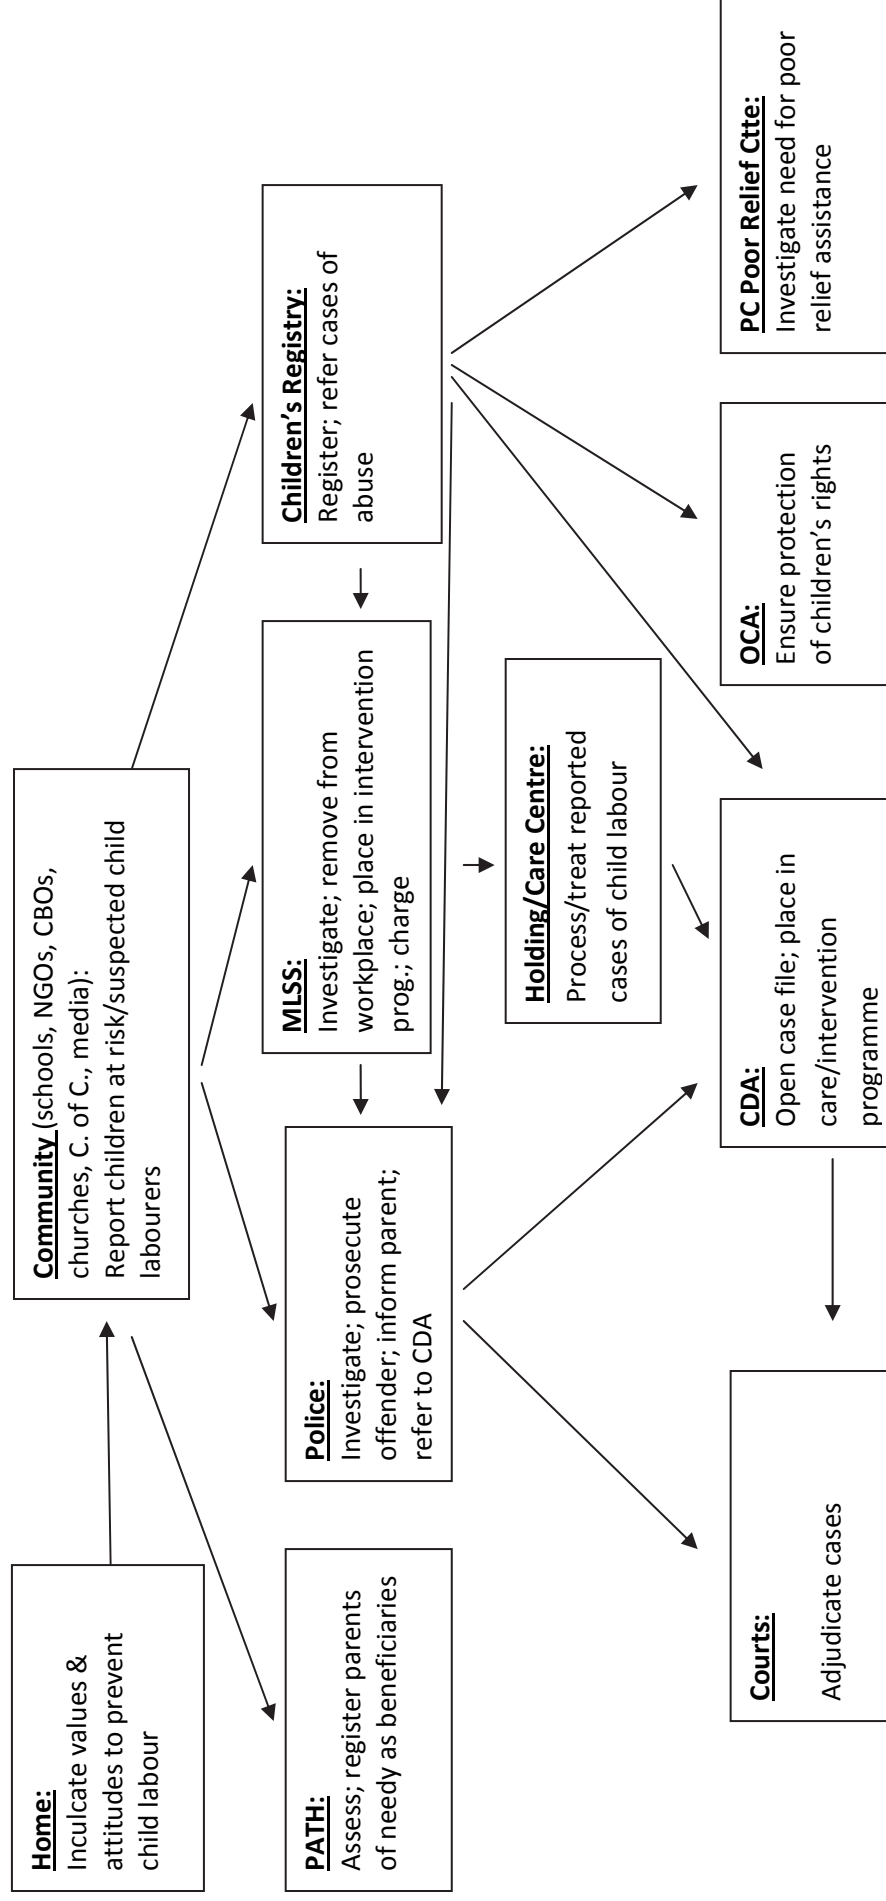 Home:
Inculcate values &
attitudes to prevent
child labour
Community (schools, NGOs, CBOs,
churches, C. of C., media):
Report children at risk/suspected child
labourers
PATH:
Assess; register parents
of needy as beneficiaries
Police:
Investigate; prosecute
offender; inform parent;
refer to CDA
MLSS:
Investigate; remove from
workplace; place in intervention
prog.; charge
Children’s Registry:
Register; refer cases of
abuse
Holding/Care Centre:
Process/treat reported
cases of child labour
Courts:
Adjudicate cases
CDA:
Open case file; place in
care/intervention
programme
OCA:
Ensure protection
of children’s rights
PC Poor Relief Ctte:
Investigate need for poor
relief assistance